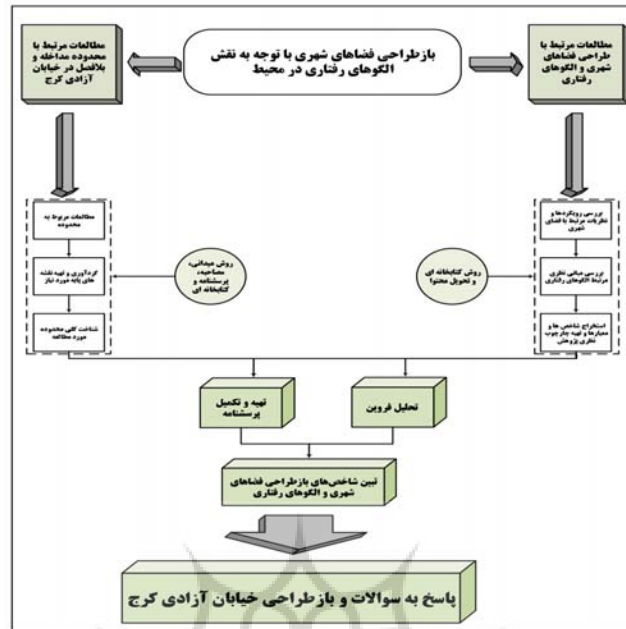 بازطراحی فضاهای شهری با توجه به نقش
الگوهای رفتاری در محیط
مطالعات مرتبط با
طراحی فضاهای
شهری و الگوهای
رفتاری
مطالعات مرتبط با
محدوده مداخله و
بلافصل در خیابان
آزادی کرج
بررسی رویکردها و
نظریات مرتبط با فضای
شهری
بررسی مبانی نظری
مرتبط الگوهای رفتاری
استخراج شاخص ها و
معیارها و تهیه چارچوب
نظری پژوهش
روش کتابخانه ای
و تحویل محتوا
مطالعات مربوط به
محدوده
گردآوری و تهیه نقشه
های پایه مورد نیاز
شناخت کلی محدوده
مورد مطالعه
روش میدانی،
مصاحبه،
پرسشنامه و
کتابخانه ای
تحلیل فروین
تهیه و تکمیل
پرسشنامه
تبین شاخص‌های بازطراحی فضاهای
شهری و الگوهای رفتاری
پاسخ به سوالات و بازطراحی خیابان آزادی کرج